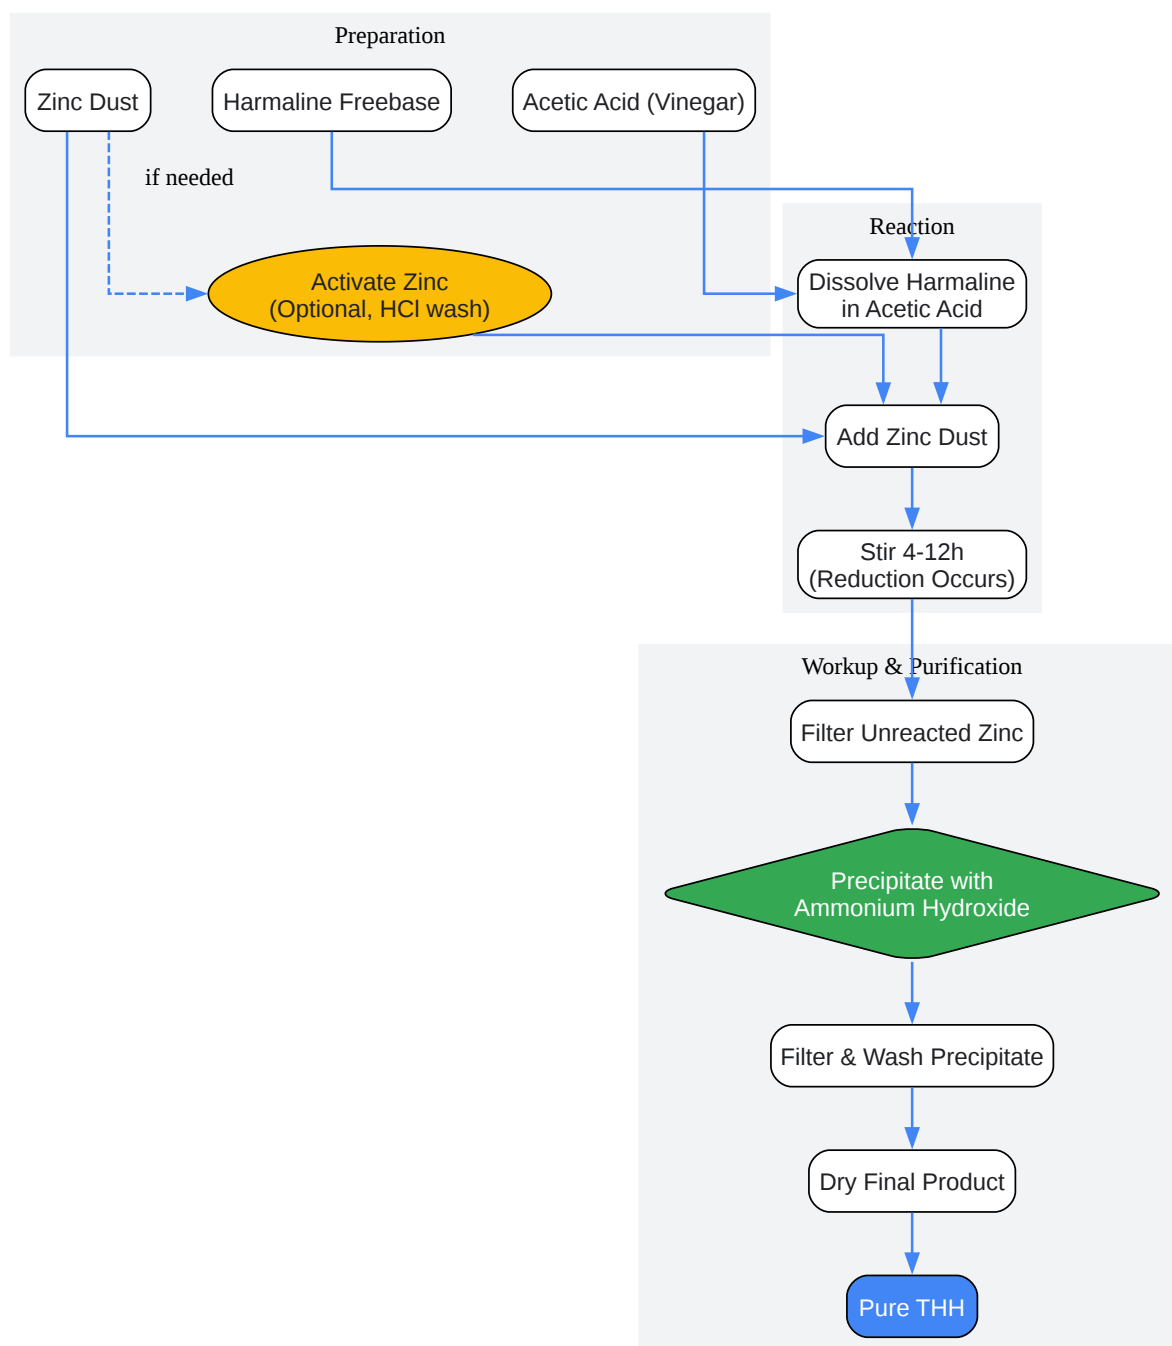 Preparation
Zinc Dust
Harmaline Freebase
Acetic Acid (Vinegar)
if needed
Activate Zinc
(Optional, HCl wash)
Reaction
Dissolve Harmaline
in Acetic Acid
Add Zinc Dust
Stir 4-12h
(Reduction Occurs)
Workup & Purification
Filter Unreacted Zinc
Precipitate with
Ammonium Hydroxide
Filter & Wash Precipitate
Dry Final Product
Pure THH